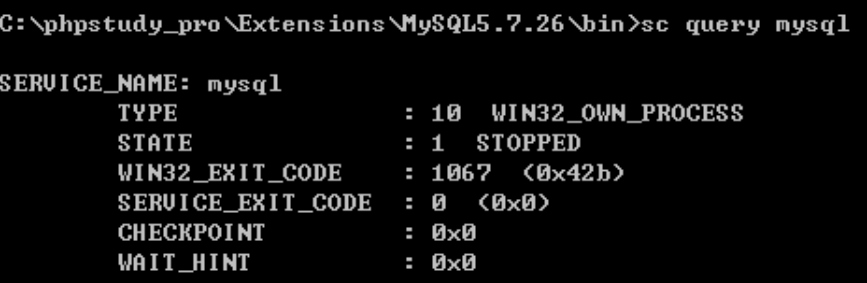 C:\phpstudy_pro\Extensions\MySQL5.7.26\bin>sc query mysql
SERVICE_NAME: mysql
TYPE : 10 WIN32_OWN_PROCESS
STATE : 1 STOPPED
WIN32_EXIT_CODE : 1067 (0x42b)
SERVICE_EXIT_CODE : 0 (0x0)
CHECKPOINT : 0x0
WAIT_HINT : 0x0